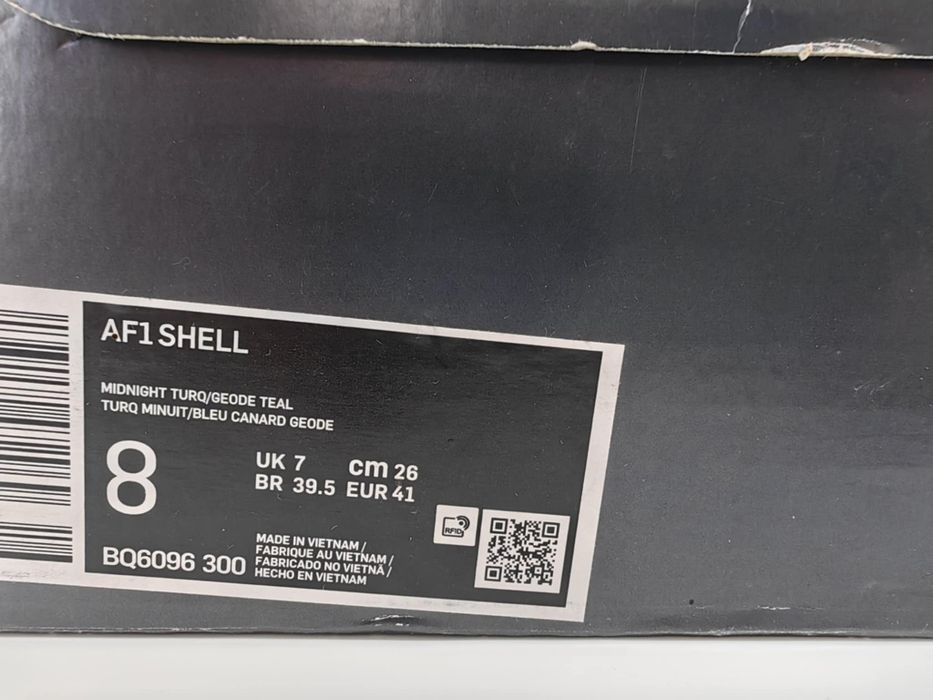 AF1 SHELL
MIDNIGHT TURQ/GEODE TEAL
TURQ MINUIT/BLEU CANARD GEODE
8
UK 7 cm 26
BR 39.5 EUR 41
RFID
BQ6096 300
MADE IN VIETNAM /
FABRIQUE AU VIETNAM /
FABRICADO NO VIETNÃ /
HECHO EN VIETNAM